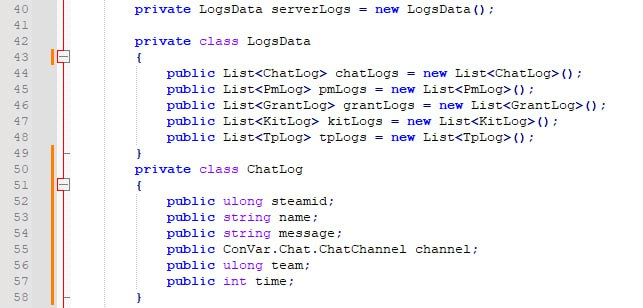 40 private LogsData serverLogs = new LogsData();
41
42 private class LogsData
43 {
44 public List<ChatLog> chatLogs = new List<ChatLog>();
45 public List<PmLog> pmLogs = new List<PmLog>();
46 public List<GrantLog> grantLogs = new List<GrantLog>();
47 public List<KitLog> kitLogs = new List<KitLog>();
48 public List<TpLog> tpLogs = new List<TpLog>();
49 }
50 private class ChatLog
51 {
52 public ulong steamid;
53 public string name;
54 public string message;
55 public ConVar.Chat.ChatChannel channel;
56 public ulong team;
57 public int time;
58 }